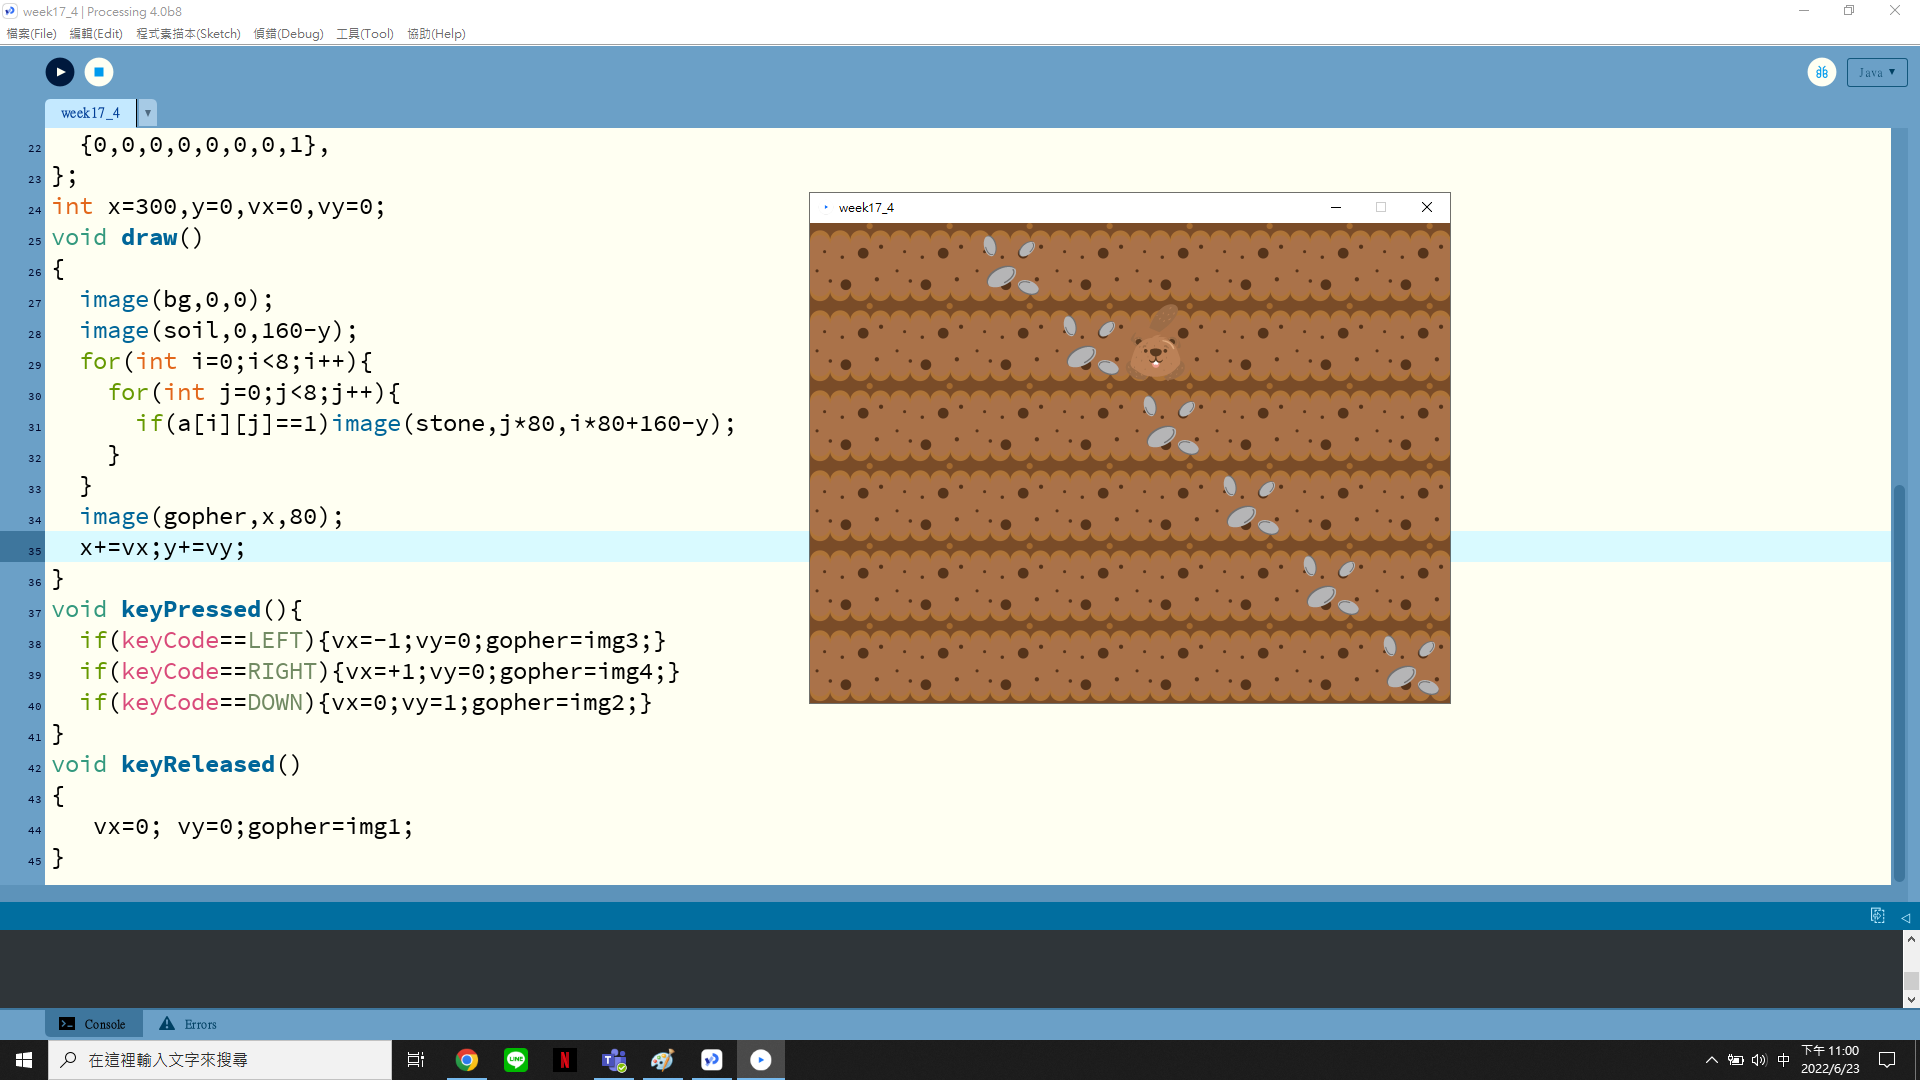 week17_4 | Processing 4.0b8
檔案(File) 編輯(Edit) 程式素描本(Sketch) 偵錯(Debug) 工具(Tool) 協助(Help)
Java ▼
week17_4
22 {0,0,0,0,0,0,0,1},
23 };
24 int x=300,y=0,vx=0,vy=0;
25 void draw()
26 {
27 image(bg,0,0);
28 image(soil,0,160-y);
29 for(int i=0;i<8;i++){
30 for(int j=0;j<8;j++){
31 if(a[i][j]==1)image(stone,j*80,i*80+160-y);
32 }
33 }
34 image(gopher,x,80);
35 x+=vx;y+=vy;
36 }
37 void keyPressed(){
38 if(keyCode==LEFT){vx=-1;vy=0;gopher=img3;}
39 if(keyCode==RIGHT){vx=+1;vy=0;gopher=img4;}
40 if(keyCode==DOWN){vx=0;vy=1;gopher=img2;}
41 }
42 void keyReleased()
43 {
44 vx=0; vy=0;gopher=img1;
45 }
week17_4
Console Errors
在這裡輸入文字來搜尋
LINE
N
中
下午 11:00
2022/6/23